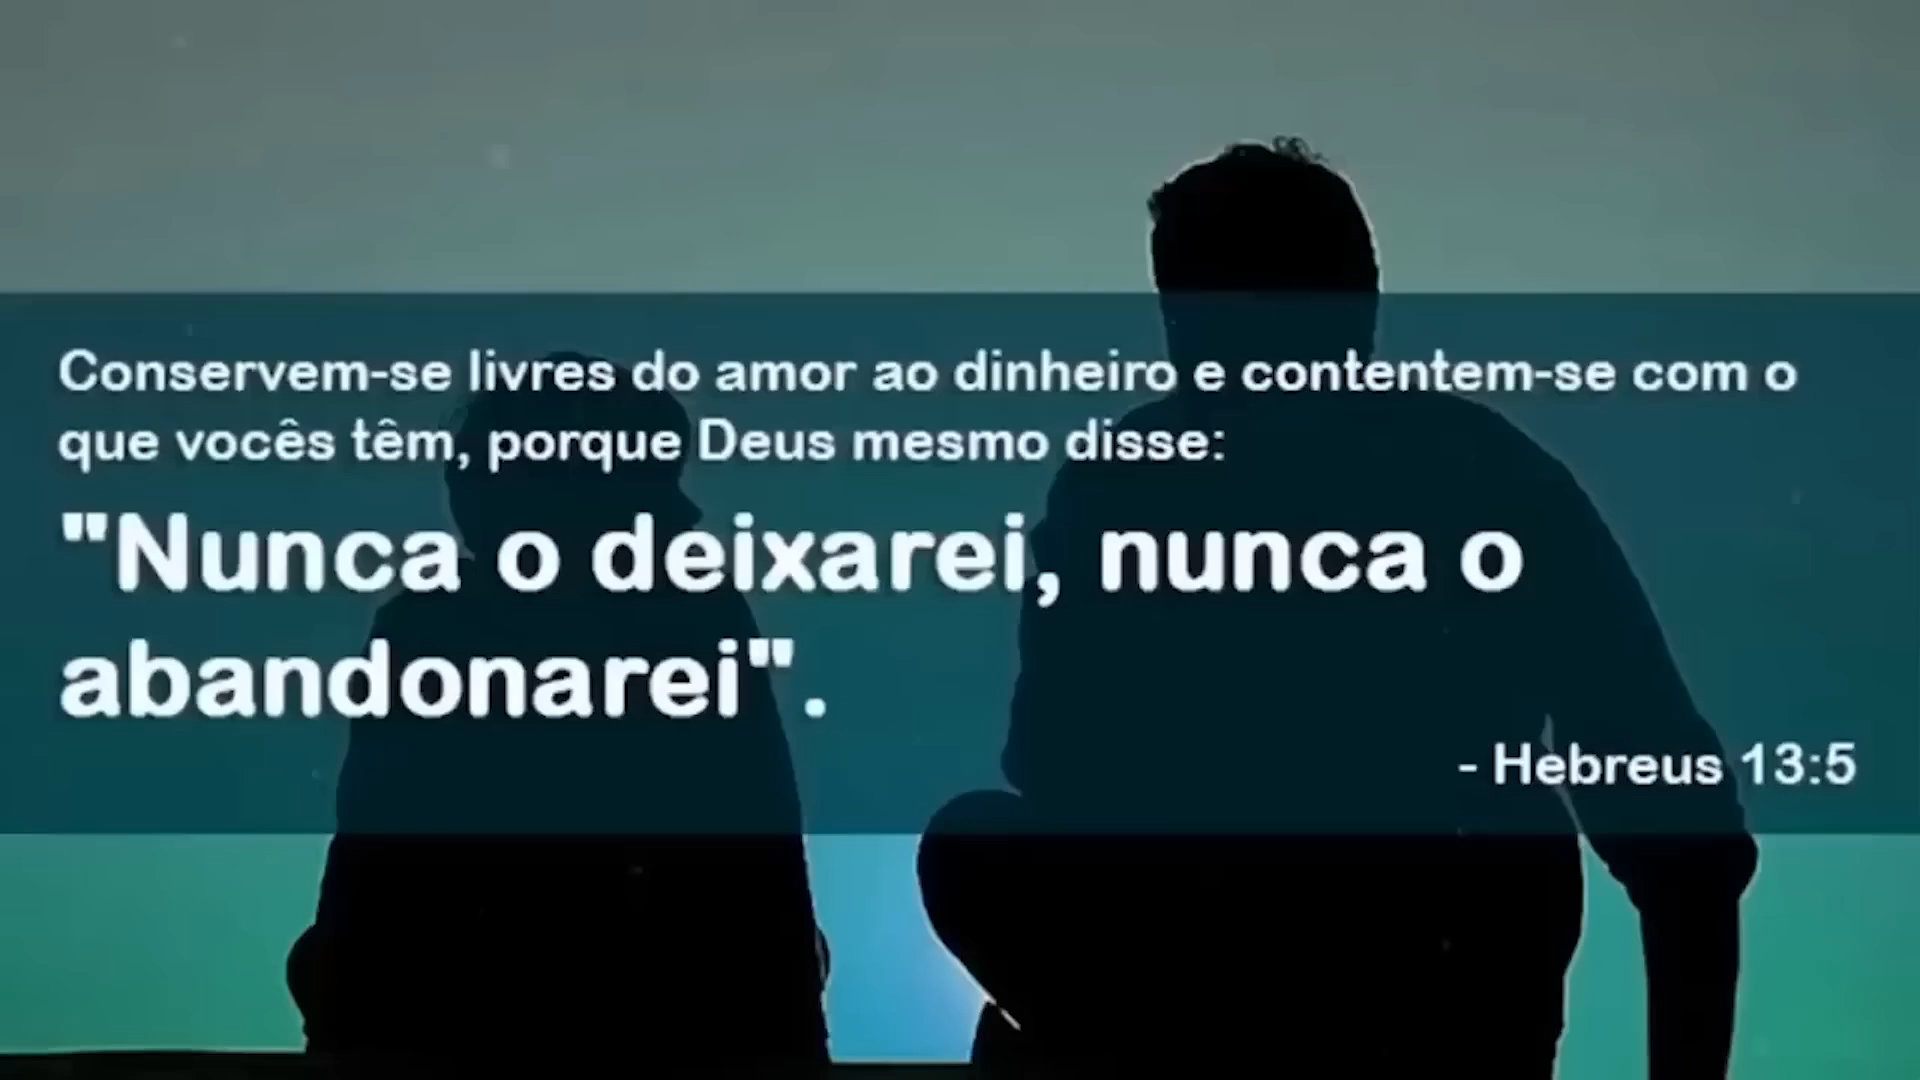 Conservem-se livres do amor ao dinheiro e contentem-se com o
que vocês têm, porque Deus mesmo disse:
"Nunca o deixarei, nunca o
abandonarei".
- Hebreus 13:5